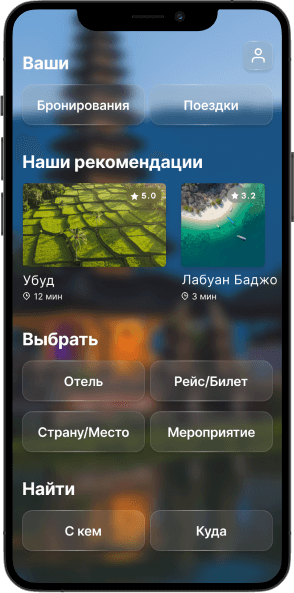 Ваши
Бронирования Поездки
Наши рекомендации
5.0 3.2
Убуд Лабуан Баджо
12 мин 3 мин
Выбрать
Отель Рейс/Билет
Страну/Место Мероприятие
Найти
С кем Куда